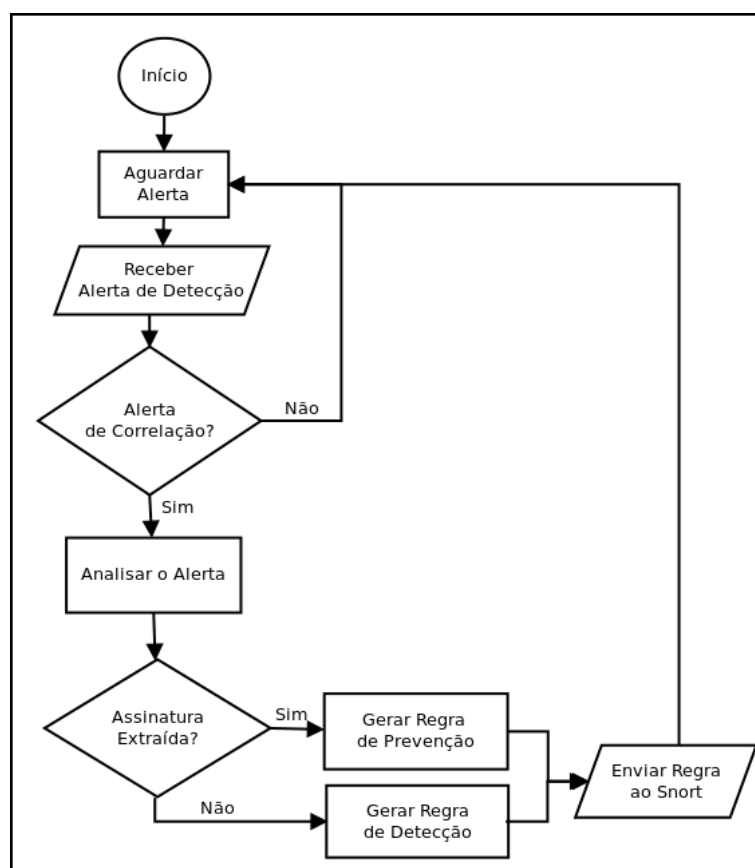 Início
Aguardar
Alerta
Receber
Alerta de Detecção
Alerta
de Correlação?
Não
Sim
Analisar o Alerta
Assinatura
Extraída?
Sim
Gerar Regra
de Prevenção
Enviar Regra
ao Snort
Não
Gerar Regra
de Detecção